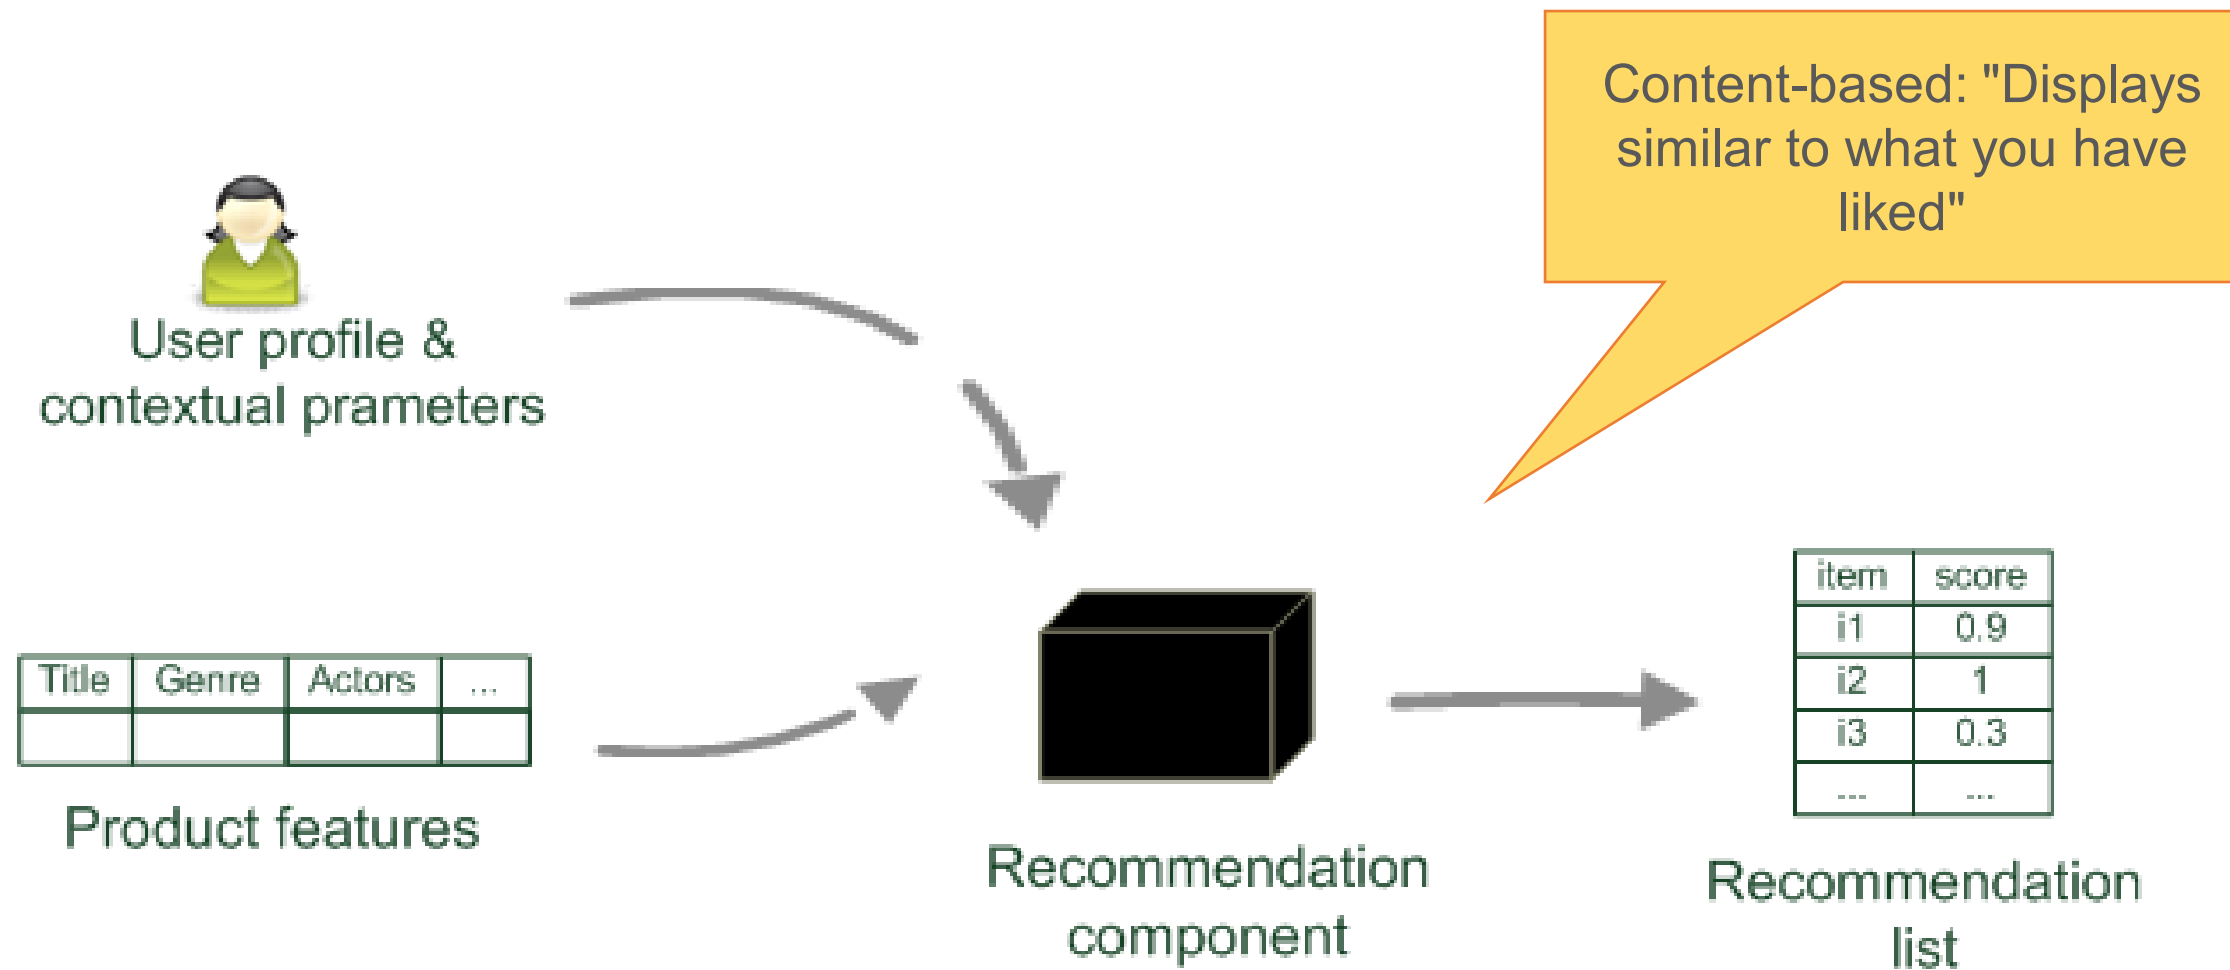 Content-based: "Displays
similar to what you have
liked"
User profile &
contextual prameters
Title Genre Actors ...
Product features
Recommendation
component
item score
i1 0.9
i2 1
i3 0.3
... ...
Recommendation
list